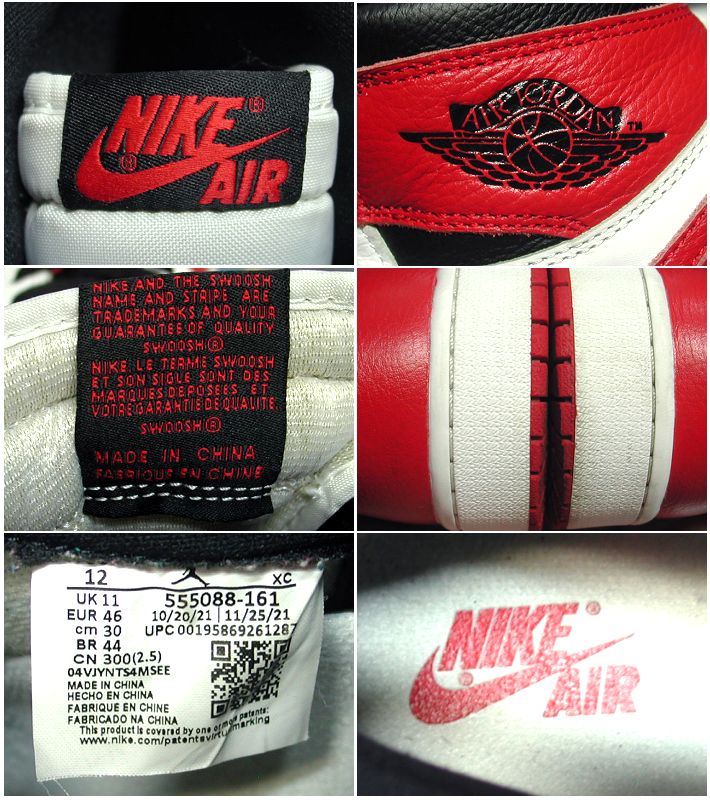 NIKE®
®
AIR
AIR JORDAN
TM
NIKE AND THE SWOOSH
NAME AND STRIPE ARE
TRADEMARKS AND YOUR
GUARANTEE OF QUALITY
SWOOSH®
NIKE, LE TERME SWOOSH
ET SON SIGLE SONT DES
MARQUES DEPOSEES, ET
VOTRE GARANTIE DE QUALITE.
SWOOSH®
MADE IN CHINA
FABRIQUE EN CHINE
12 XC
UK 11 555088-161
EUR 46 10/20/21 | 11/25/21
cm 30 UPC 00195869261287
BR 44
CN 300(2.5)
04VJYNTS4MSEE
MADE IN CHINA
HECHO EN CHINA
FABRIQUE EN CHINE
FABRICADO NA CHINA
This product is covered by one or more patents:
www.nike.com/patentsvirtualmarking
NIKE®
®
AIR